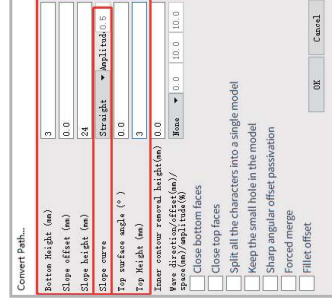 Convert Path...
Bottom Height (mm) 3
Slope offset (mm) 0.0
Slope height (mm) 24
Slope curve Straight Amplitude 0.5
Top surface angle (°) 0.0
Top Height (mm) 3
Inner contour removal height(mm) 0.0
Wave direction/offset(mm)/
space(mm)/amplitude(%) None 0.0 10.0 10.0
Close bottom faces
Close top faces
Split all the characters into a single model
Keep the small hole in the model
Sharp angular offset passivation
Forced merge
Fillet offset
OK Cancel